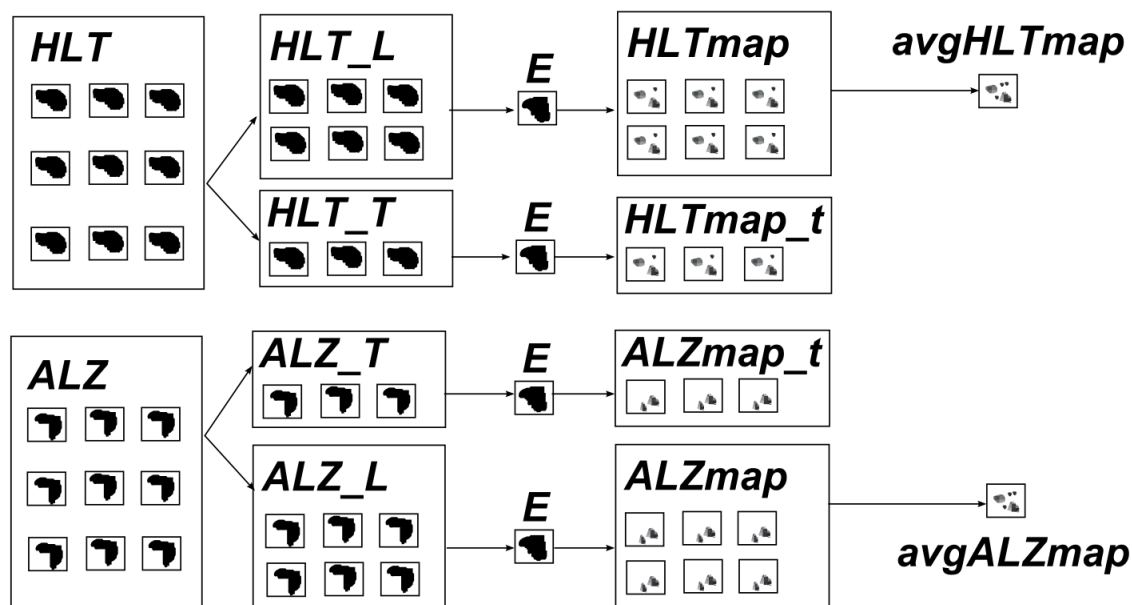 HLT
HLT_L
E
HLTmap
avgHLTmap
HLT_T
E
HLTmap_t
ALZ
ALZ_T
E
ALZmap_t
ALZ_L
E
ALZmap
avgALZmap